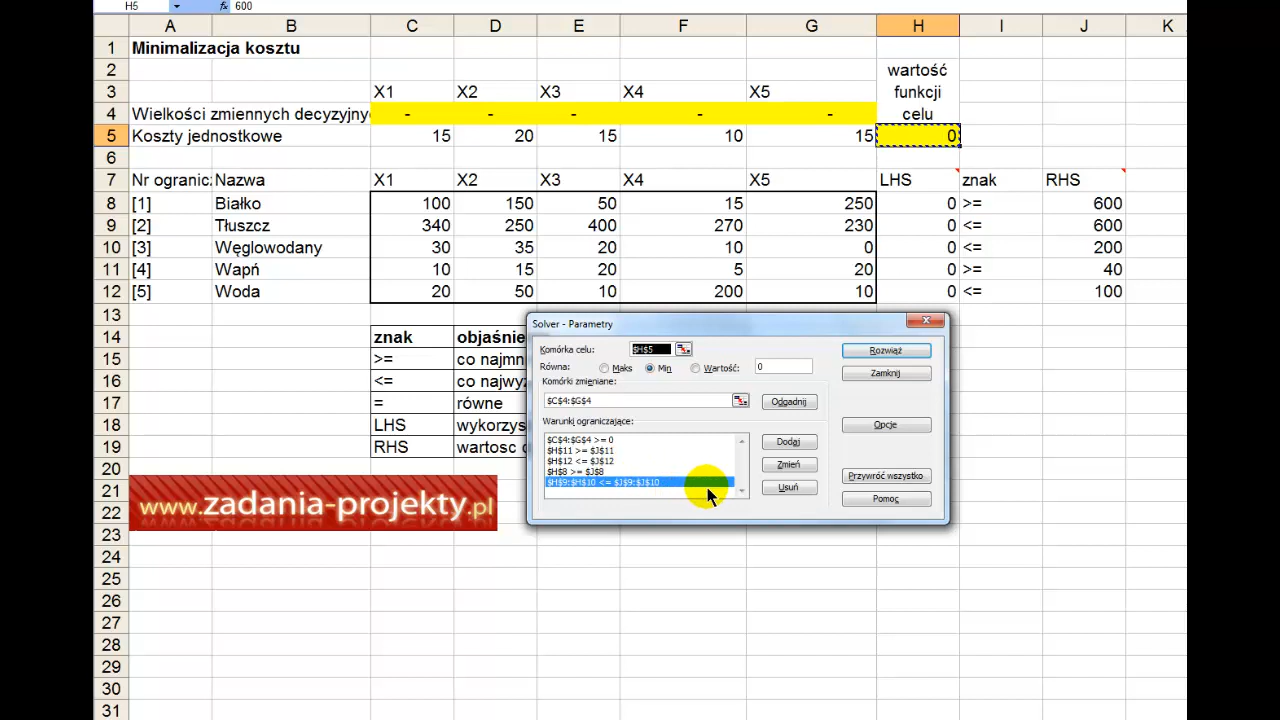 H5 fx 600
A B C D E F G H I J K
1 Minimalizacja kosztu
2 wartość
3 X1 X2 X3 X4 X5 funkcji
4 Wielkości zmiennych decyzyjnyc - - - - - celu
5 Koszty jednostkowe 15 20 15 10 15 0
6
7 Nr ogranicz Nazwa X1 X2 X3 X4 X5 LHS znak RHS
8 [1] Białko 100 150 50 15 250 0 >= 600
9 [2] Tłuszcz 340 250 400 270 230 0 <= 600
10 [3] Węglowodany 30 35 20 10 0 0 <= 200
11 [4] Wapń 10 15 20 5 20 0 >= 40
12 [5] Woda 20 50 10 200 10 0 <= 100
13
14 znak objaśnie
15 >= co najmn
16 <= co najwyż
17 = równe
18 LHS wykorzys
19 RHS wartosc o
20
21
22
23
24
25
26
27
28
29
30
31
www.zadania-projekty.pl
Solver - Parametry
Komórka celu: $H$5
Rozwiąż
Równa: Maks Min Wartość: 0
Zamknij
Komórki zmieniane:
$C$4:$G$4
Odgadnij
Warunki ograniczające:
Opcje
$C$4:$G$4 >= 0
Dodaj
$H$11 >= $J$11
$H$12 <= $J$12
Zmień
$H$8 >= $J$8
Przywróć wszystko
$H$9:$H$10 <= $J$9:$J$10
Usuń
Pomoc